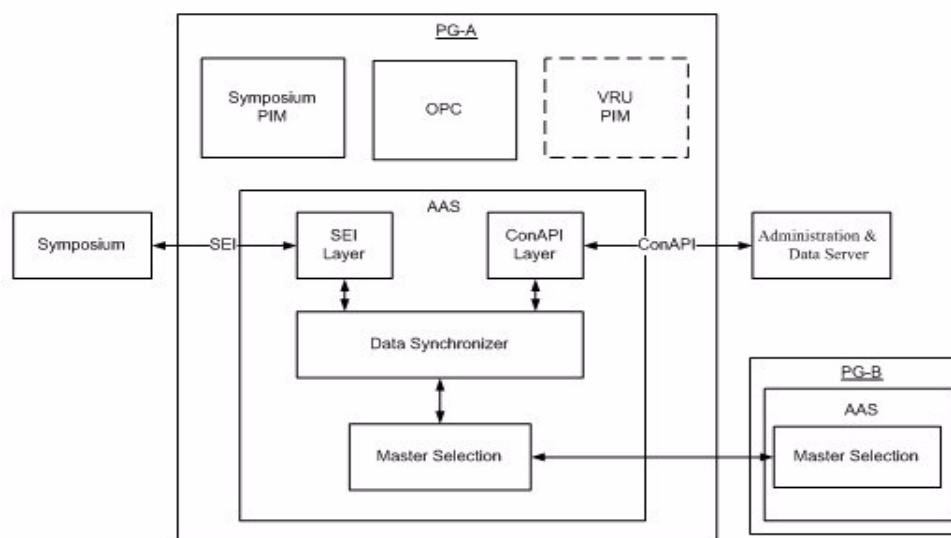 PG-A
Symposium
PIM
OPC
VRU
PIM
AAS
Symposium
SEI
SEI
Layer
ConAPI
Layer
ConAPI
Administration &
Data Server
Data Synchronizer
Master Selection
PG-B
AAS
Master Selection